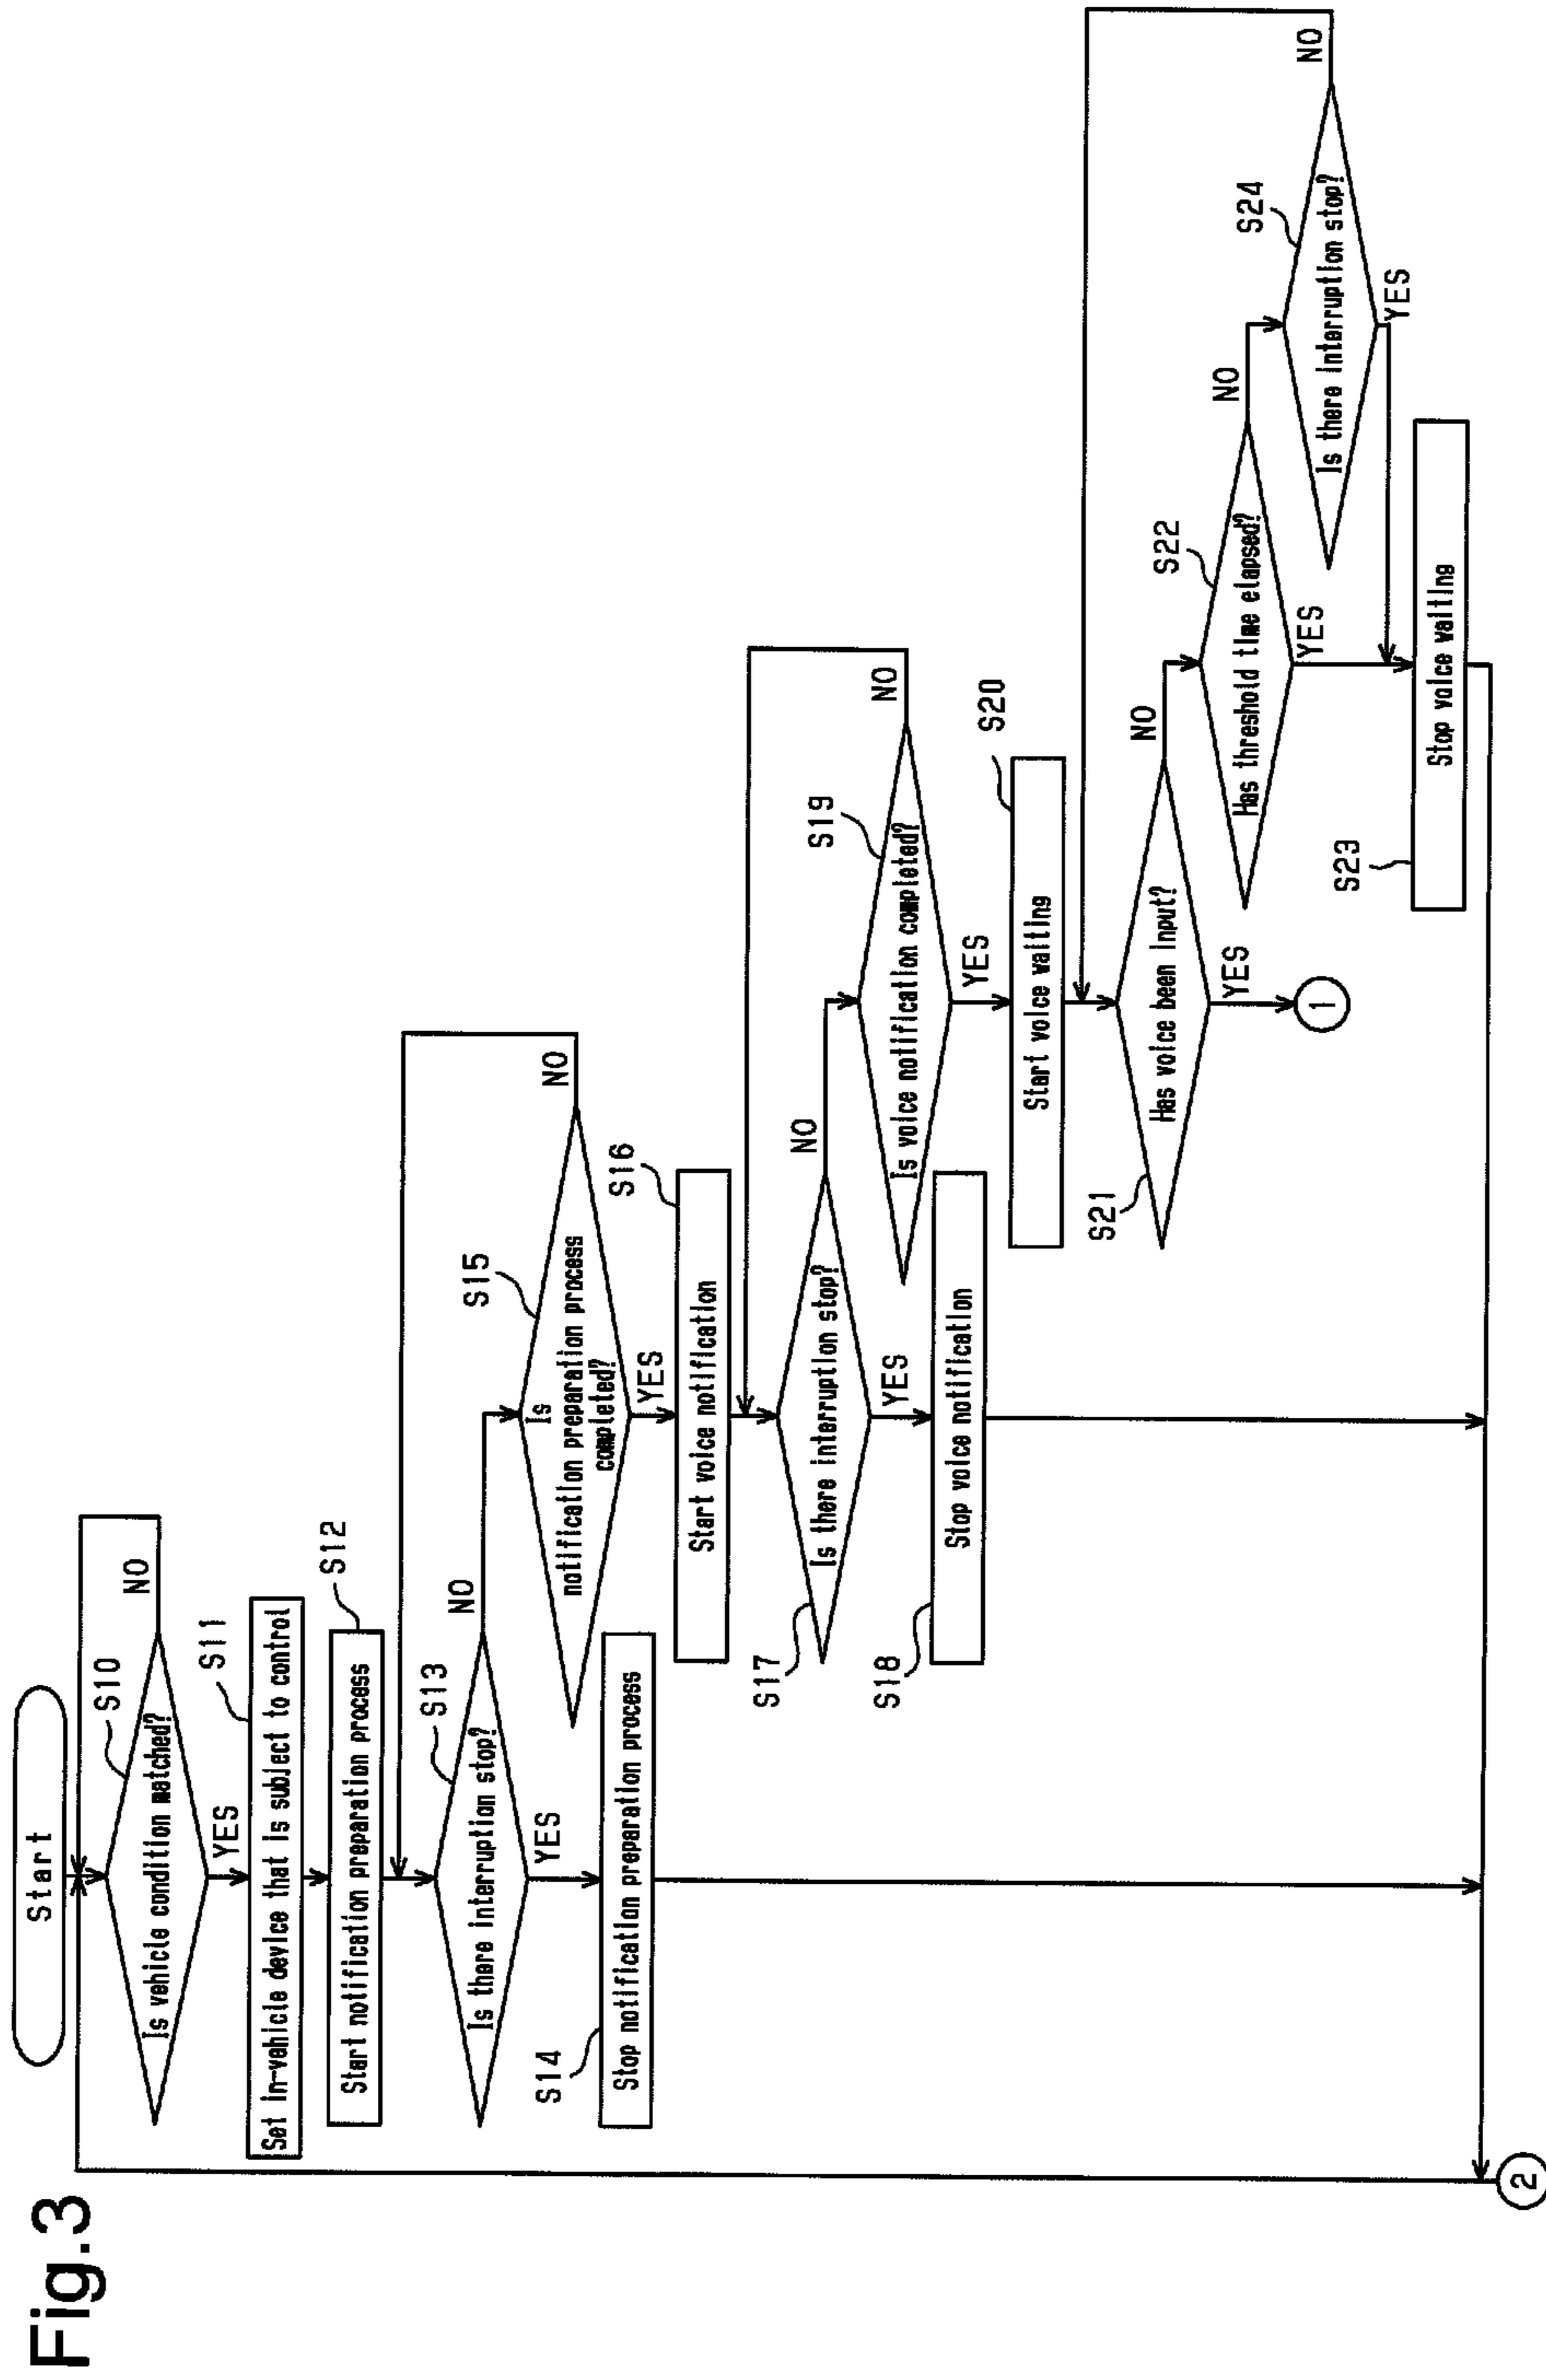 Fig.3
Start
S10
Is vehicle condition matched?
NO
YES
S11
Set in-vehicle device that is subject to control
S12
Start notification preparation process
S13
Is there interruption stop?
NO
YES
S14
Stop notification preparation process
S15
Is
notification preparation process
completed?
NO
YES
S16
Start voice notification
S17
Is there interruption stop?
NO
YES
S18
Stop voice notification
S19
Is voice notification completed?
NO
YES
S20
Start voice waiting
S21
Has voice been input?
NO
YES
1
S22
Has threshold time elapsed?
NO
YES
S24
Is there interruption stop?
NO
YES
S23
Stop voice waiting
2